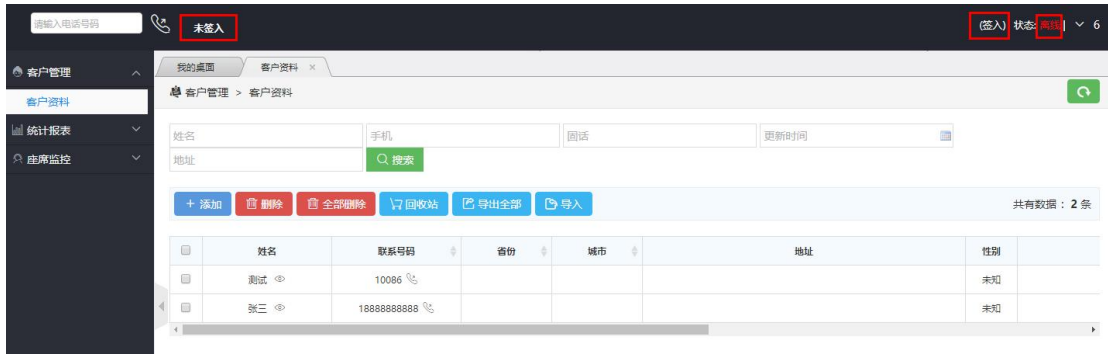 请输入电话号码 未签入 (签入) 状态: 离线 | 6
客户管理
客户资料
统计报表
座席监控
我的桌面 客户资料 ×
客户管理 > 客户资料
姓名 手机 固话 更新时间
地址 搜索
+ 添加 删除 全部删除 回收站 导出全部 导入 共有数据：2 条
姓名 联系号码 省份 城市 地址 性别
测试 10086 未知
张三 18888888888 未知